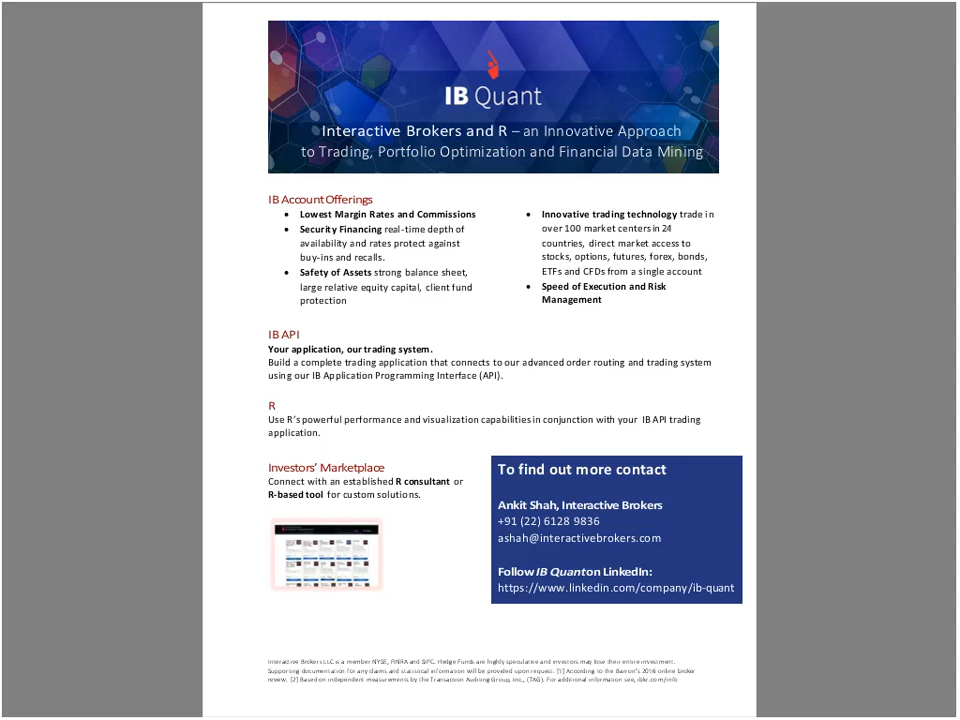 IB Quant
Interactive Brokers and R – an Innovative Approach
to Trading, Portfolio Optimization and Financial Data Mining
IB Account Offerings
• Lowest Margin Rates and Commissions
• Security Financing real-time depth of
availability and rates protect against
buy-ins and recalls.
• Safety of Assets strong balance sheet,
large relative equity capital, client fund
protection
• Innovative trading technology trade in
over 100 market centers in 24
countries, direct market access to
stocks, options, futures, forex, bonds,
ETFs and CFDs from a single account
• Speed of Execution and Risk
Management
IB API
Your application, our trading system.
Build a complete trading application that connects to our advanced order routing and trading system
using our IB Application Programming Interface (API).
R
Use R's powerful performance and visualization capabilities in conjunction with your IB API trading
application.
Investors' Marketplace
Connect with an established R consultant or
R-based tool for custom solutions.
To find out more contact
Ankit Shah, Interactive Brokers
+91 (22) 6128 9836
ashah@interactivebrokers.com
Follow IB Quant on LinkedIn:
https://www.linkedin.com/company/ib-quant
Interactive Brokers LLC is a member NYSE, FINRA and SIPC. Hedge Funds are highly speculative and investors may lose their entire investment.
Supporting documentation for any claims and statistical information will be provided upon request. [1] According to the Barron's 2016 online broker
review. [2] Based on independent measurements by the Transaction Auditing Group, Inc., (TAG). For additional information see, ibkr.com/info